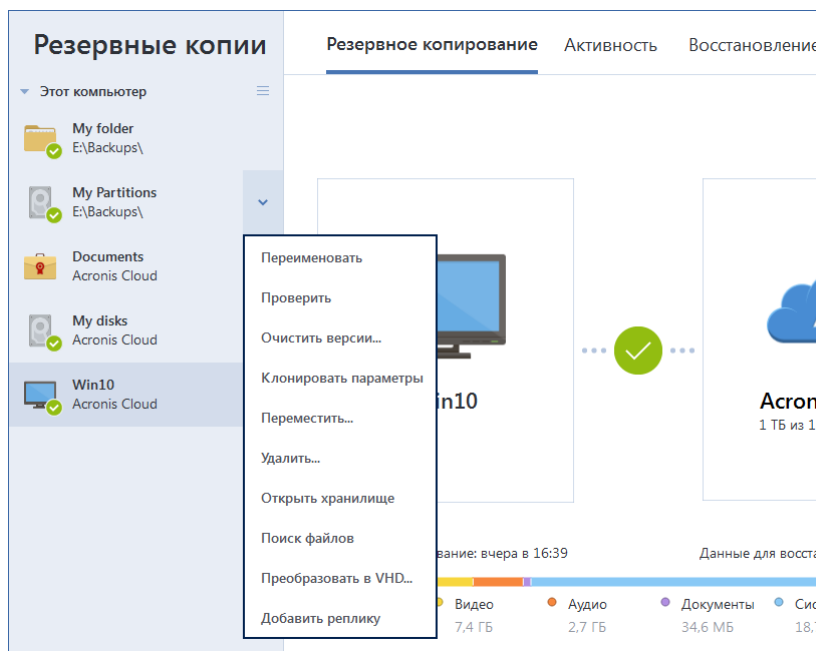 Резервные копии
Этот компьютер
My folder
E:\Backups\
My Partitions
E:\Backups\
Documents
Acronis Cloud
My disks
Acronis Cloud
Win10
Acronis Cloud
Резервное копирование Активность Восстановление
Переименовать
Проверить
Очистить версии...
Клонировать параметры
Переместить...
Удалить...
Открыть хранилище
Поиск файлов
Преобразовать в VHD...
Добавить реплику
in10
Acron
1 ТБ из 1
вание: вчера в 16:39
Данные для восста
Видео Аудио Документы Сис
7,4 ГБ 2,7 ГБ 34,6 МБ 18,